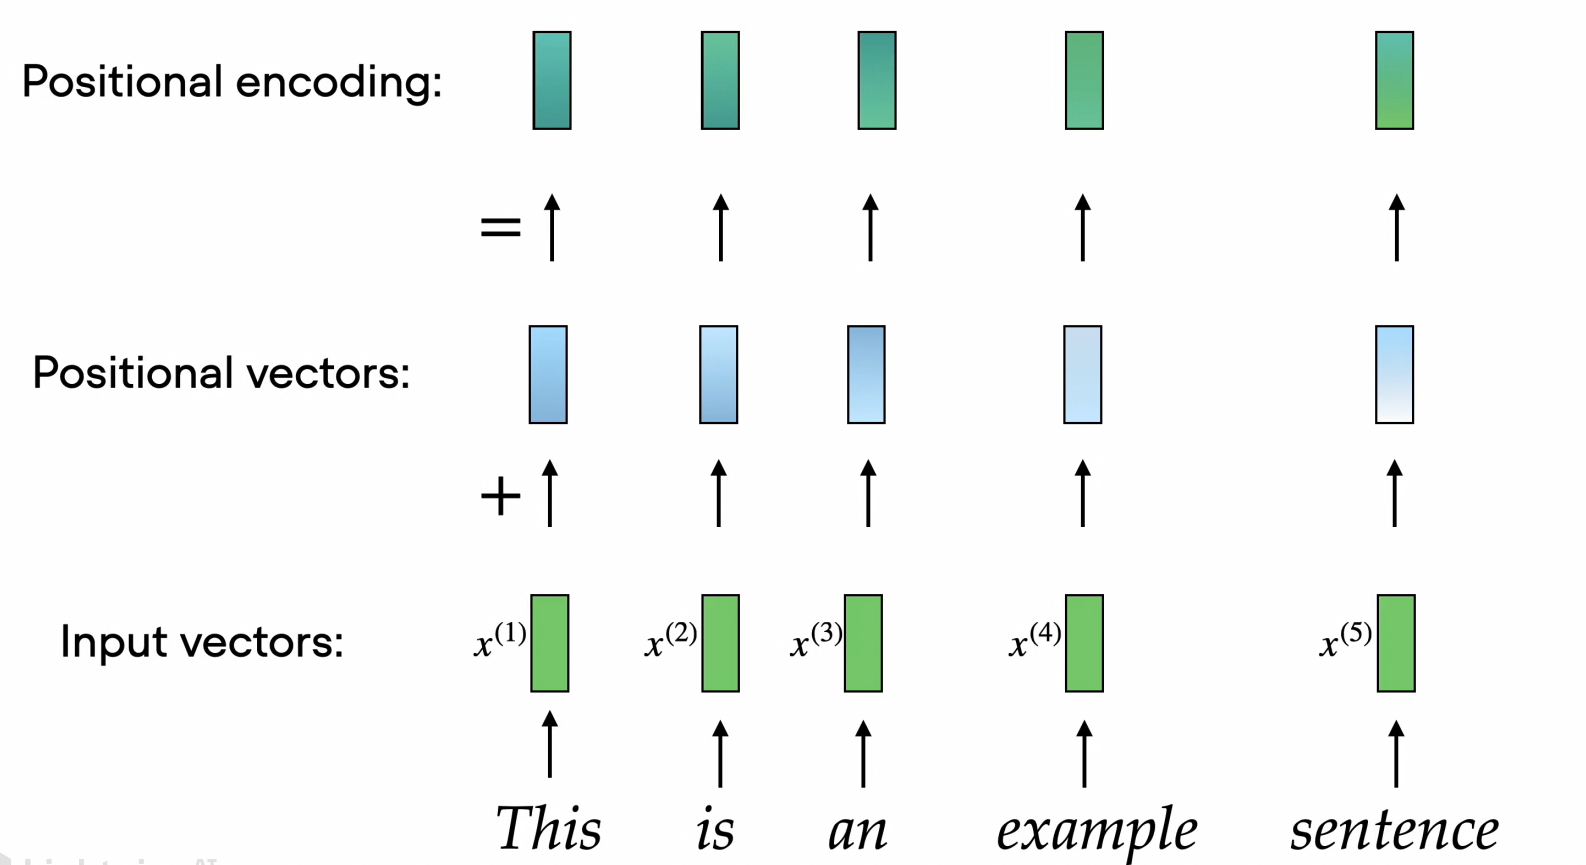 Positional encoding:
=
Positional vectors:
+
Input vectors: x⁽¹⁾ x⁽²⁾ x⁽³⁾ x⁽⁴⁾ x⁽⁵⁾
This is an example sentence